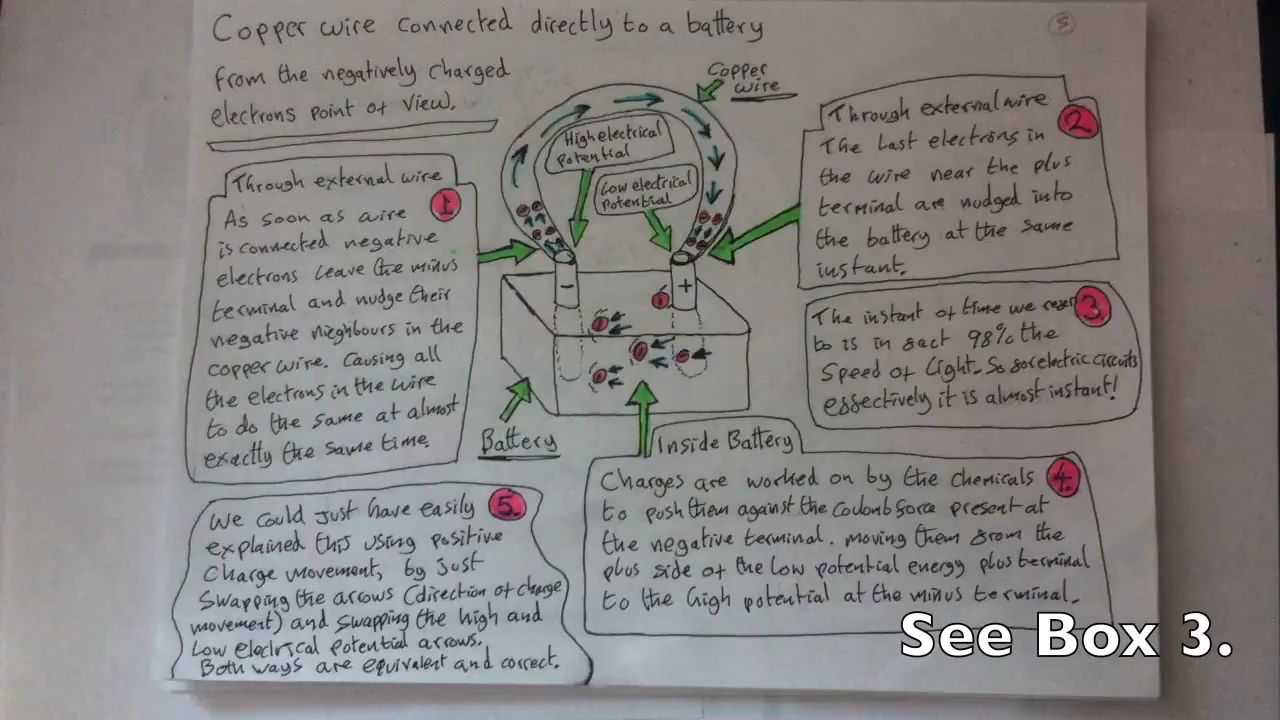 Copper wire connected directly to a battery
5
from the negatively charged
electrons point of view.
Copper
wire
High electrical
potential
Low electrical
potential
Through external wire
1
As soon as wire
is connected negative
electrons leave the minus
terminal and nudge their
negative nieghbours in the
copper wire. Causing all
the electrons in the wire
to do the same at almost
exactly the same time.
Through external wire
2
The last electrons in
the wire near the plus
terminal are nudged into
the battery at the same
instant.
-
+
3
The instant of time we refer
to is in fact 98% the
speed of light. So for electric circuits
effectively it is almost instant!
Battery
Inside Battery
4.
Charges are worked on by the chemicals
to push them against the coulomb force present at
the negative terminal. moving them from the
plus side of the low potential energy plus terminal
to the high potential at the minus terminal.
5.
We could just have easily
explained this using positive
charge movement, by just
swapping the arrows (direction of charge
movement) and swapping the high and
low electrical potential arrows.
Both ways are equivalent and correct.
See Box 3.